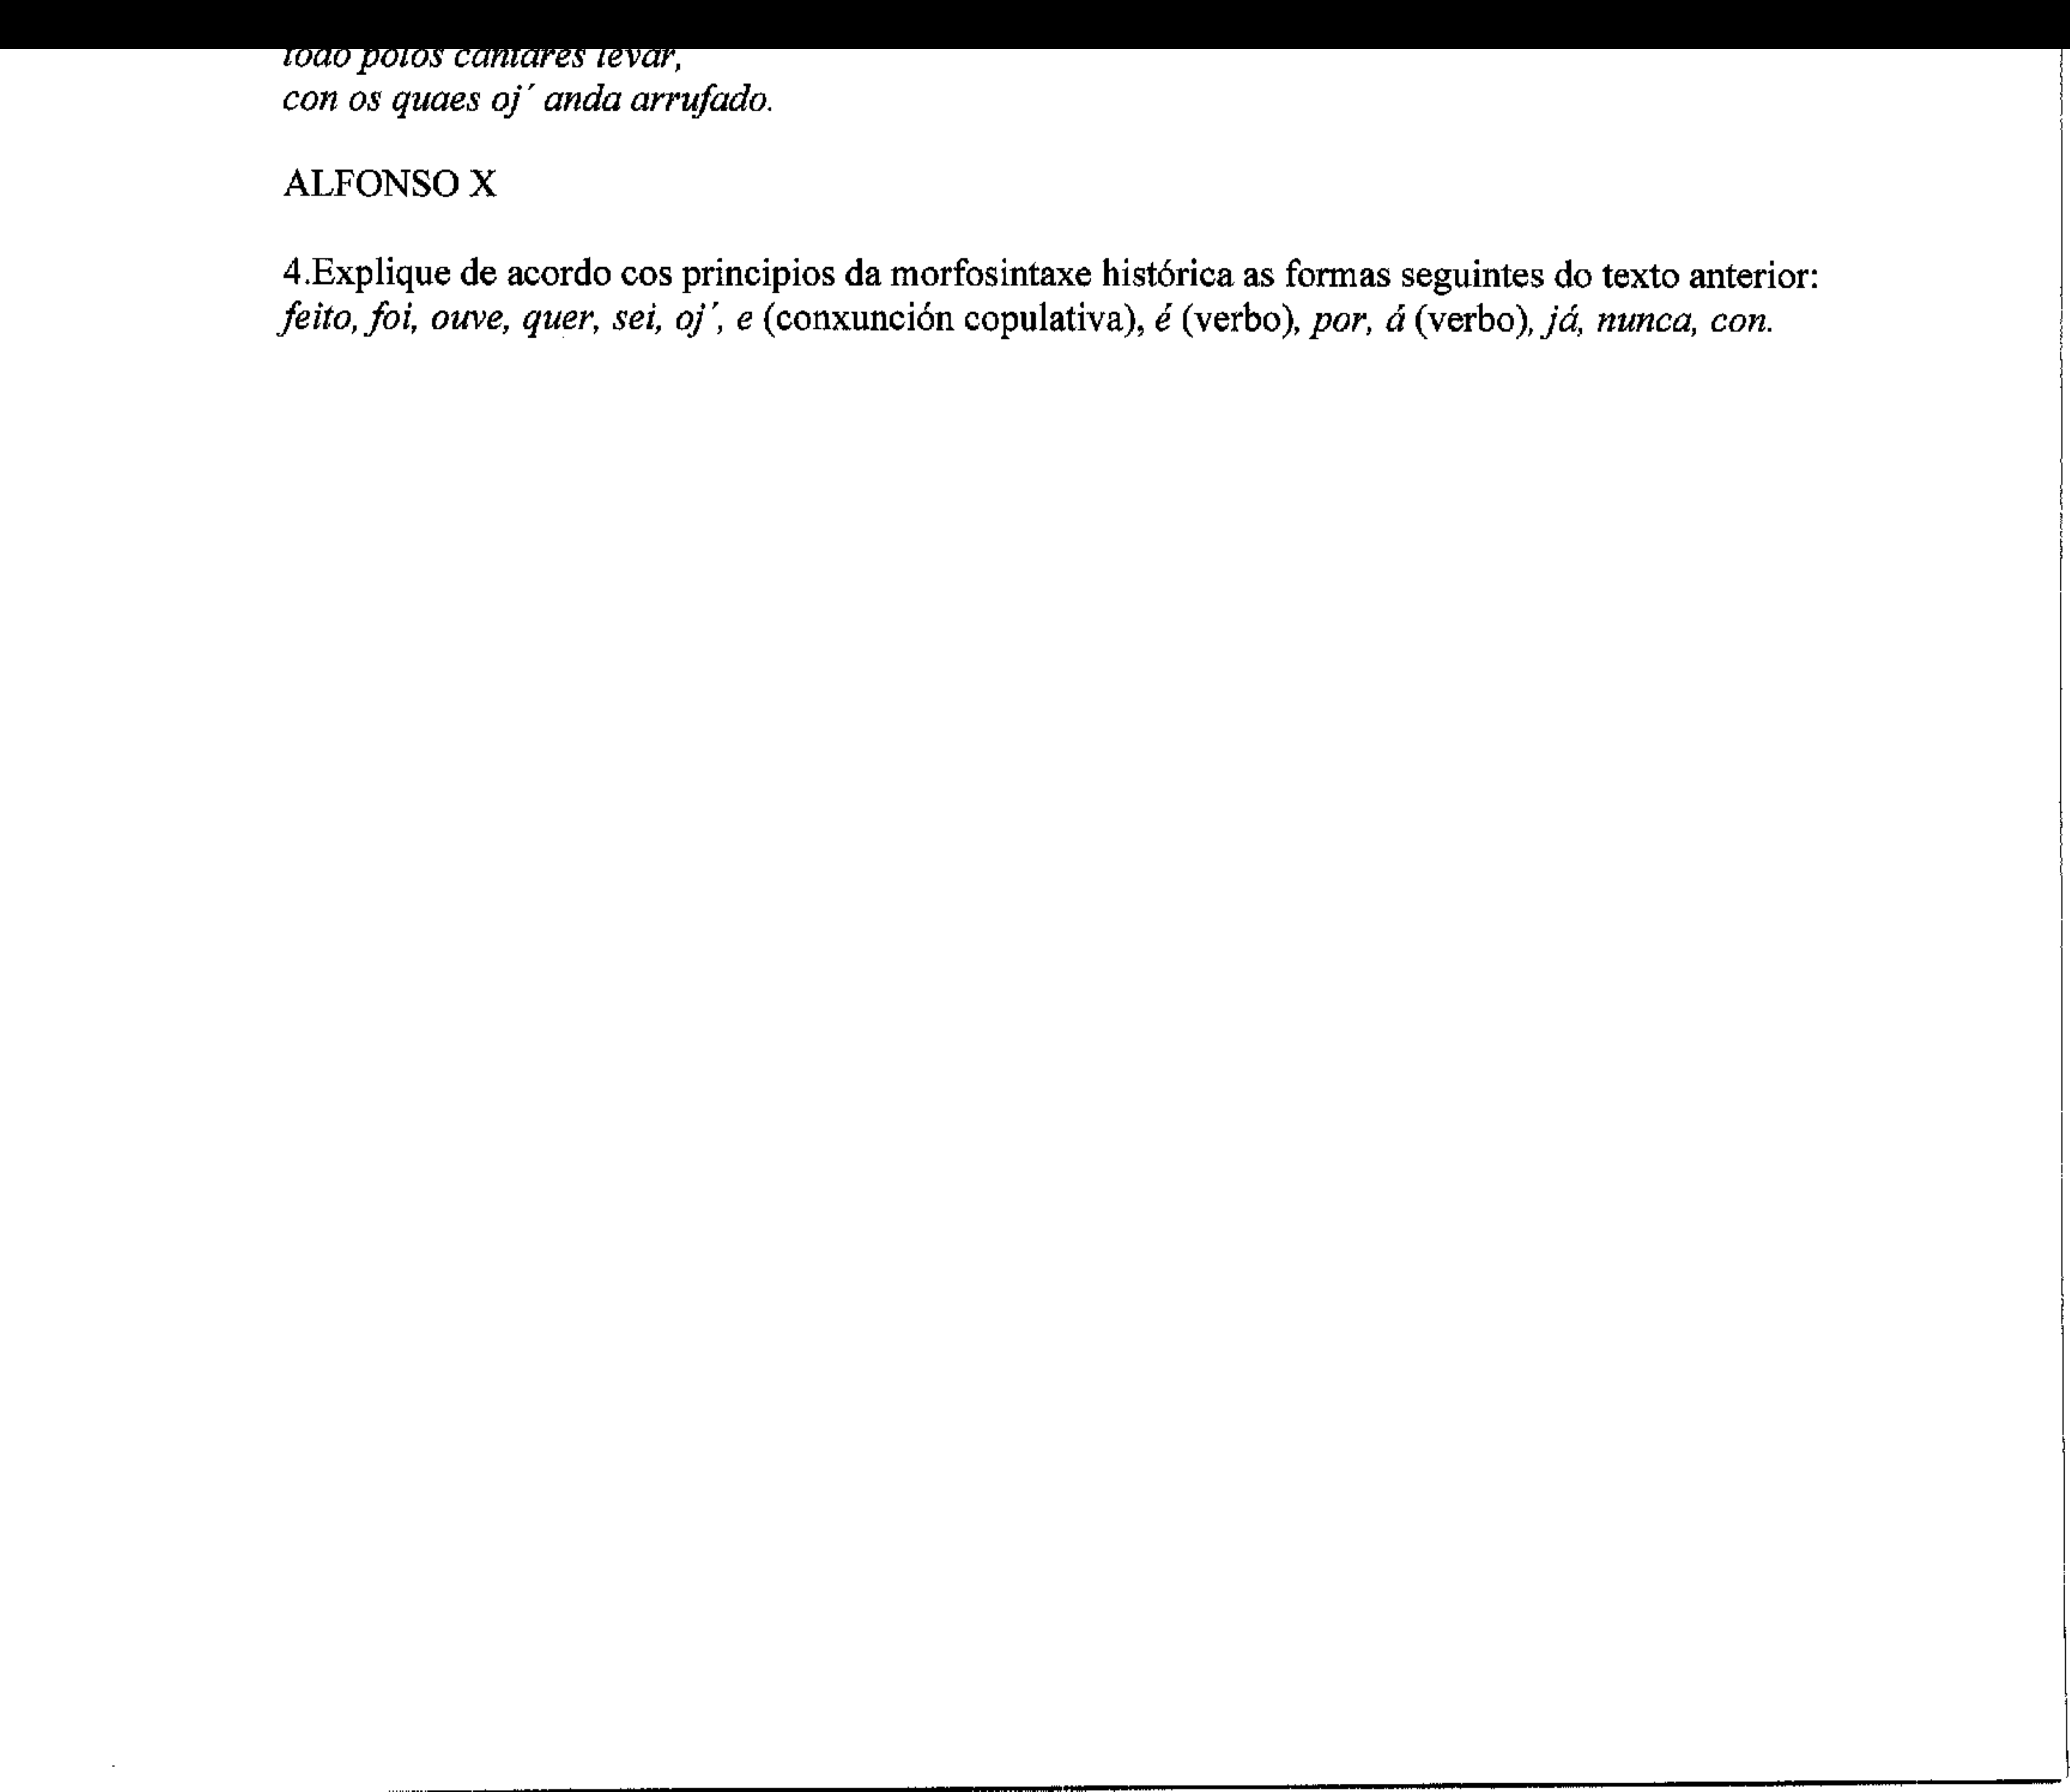 todo polos cantares levar,
con os quaes oj´ anda arrufado.
ALFONSO X
4.Explique de acordo cos principios da morfosintaxe histórica as formas seguintes do texto anterior:
feito, foi, ouve, quer, sei, oj´, e (conxunción copulativa), é (verbo), por, á (verbo), já, nunca, con.